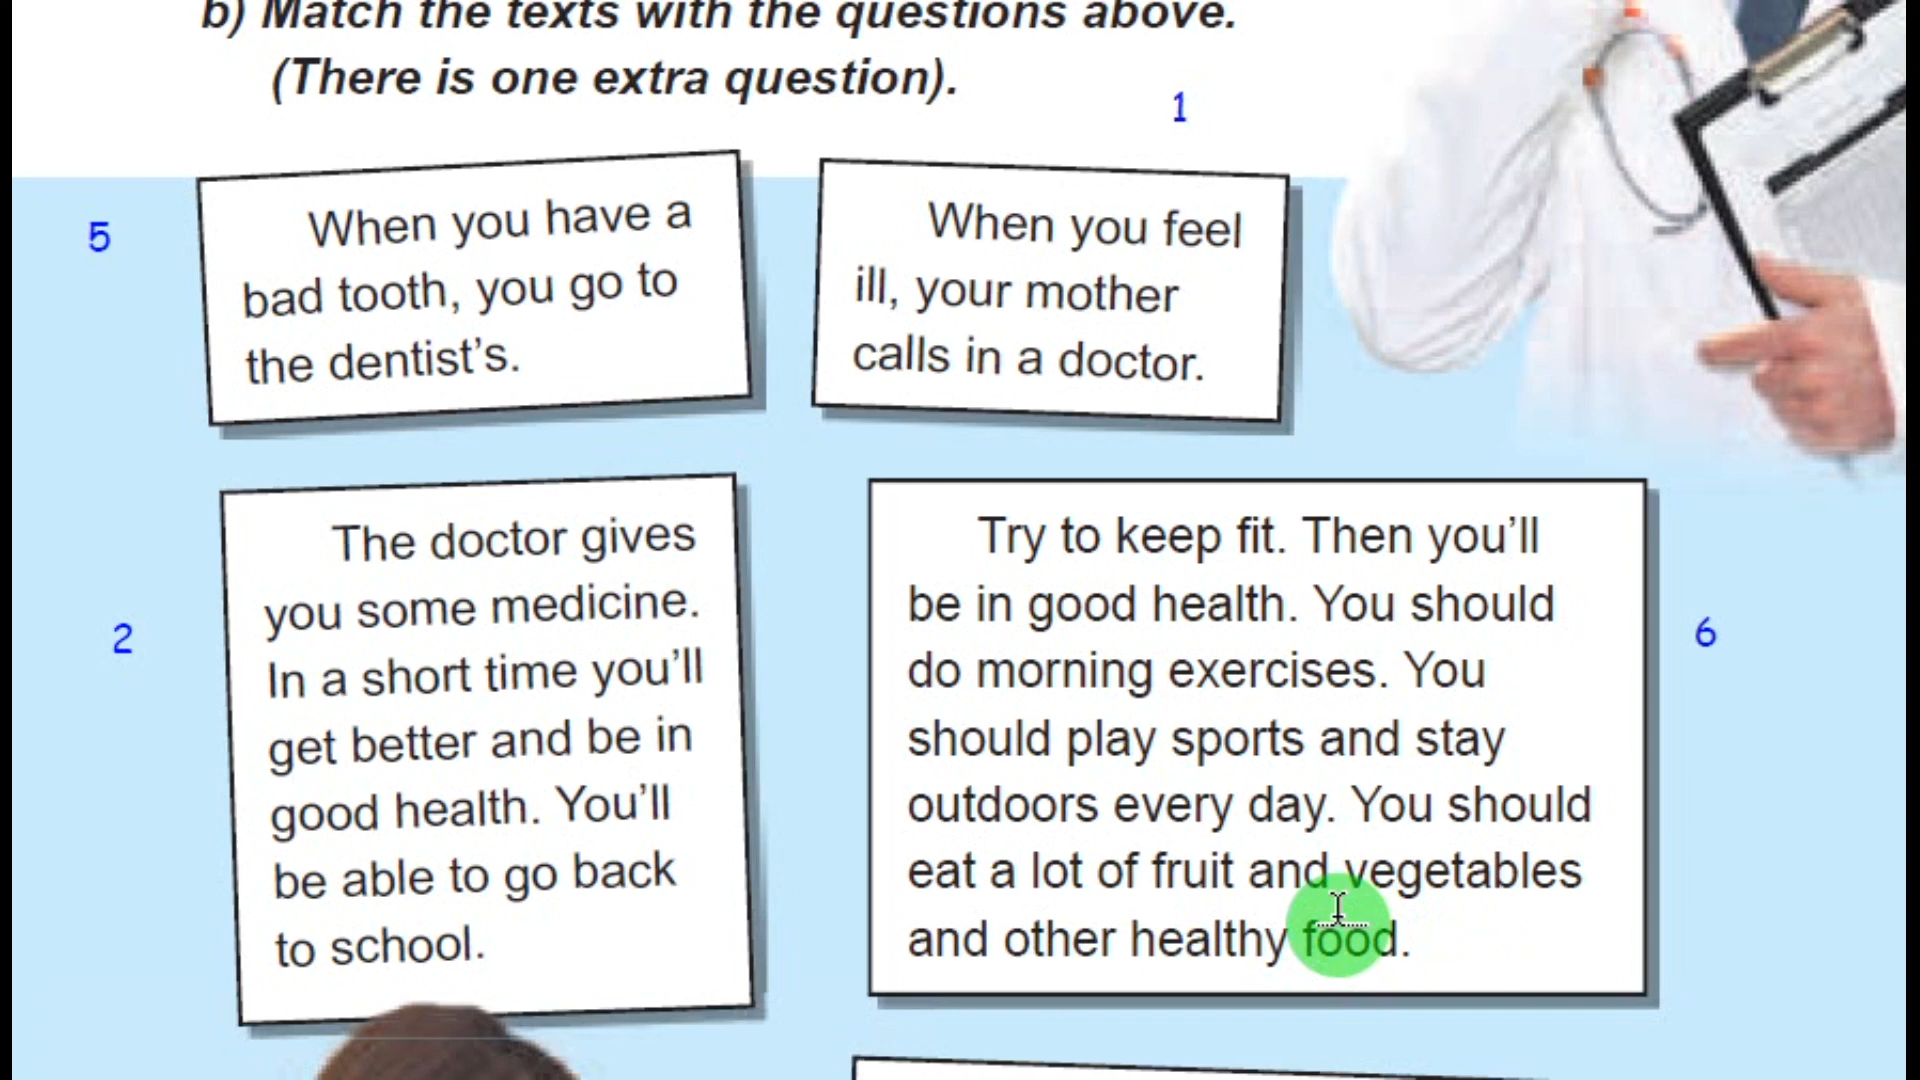 b) Match the texts with the questions above.
(There is one extra question).
1
5
When you have a
bad tooth, you go to
the dentist's.
When you feel
ill, your mother
calls in a doctor.
2
The doctor gives
you some medicine.
In a short time you'll
get better and be in
good health. You'll
be able to go back
to school.
Try to keep fit. Then you'll
be in good health. You should
do morning exercises. You
should play sports and stay
outdoors every day. You should
eat a lot of fruit and vegetables
and other healthy food.
6